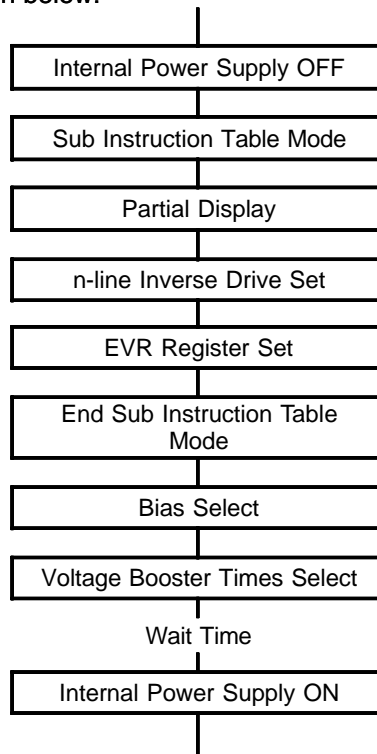 n below.
Internal Power Supply OFF
Sub Instruction Table Mode
Partial Display
n-line Inverse Drive Set
EVR Register Set
End Sub Instruction Table
Mode
Bias Select
Voltage Booster Times Select
Wait Time
Internal Power Supply ON